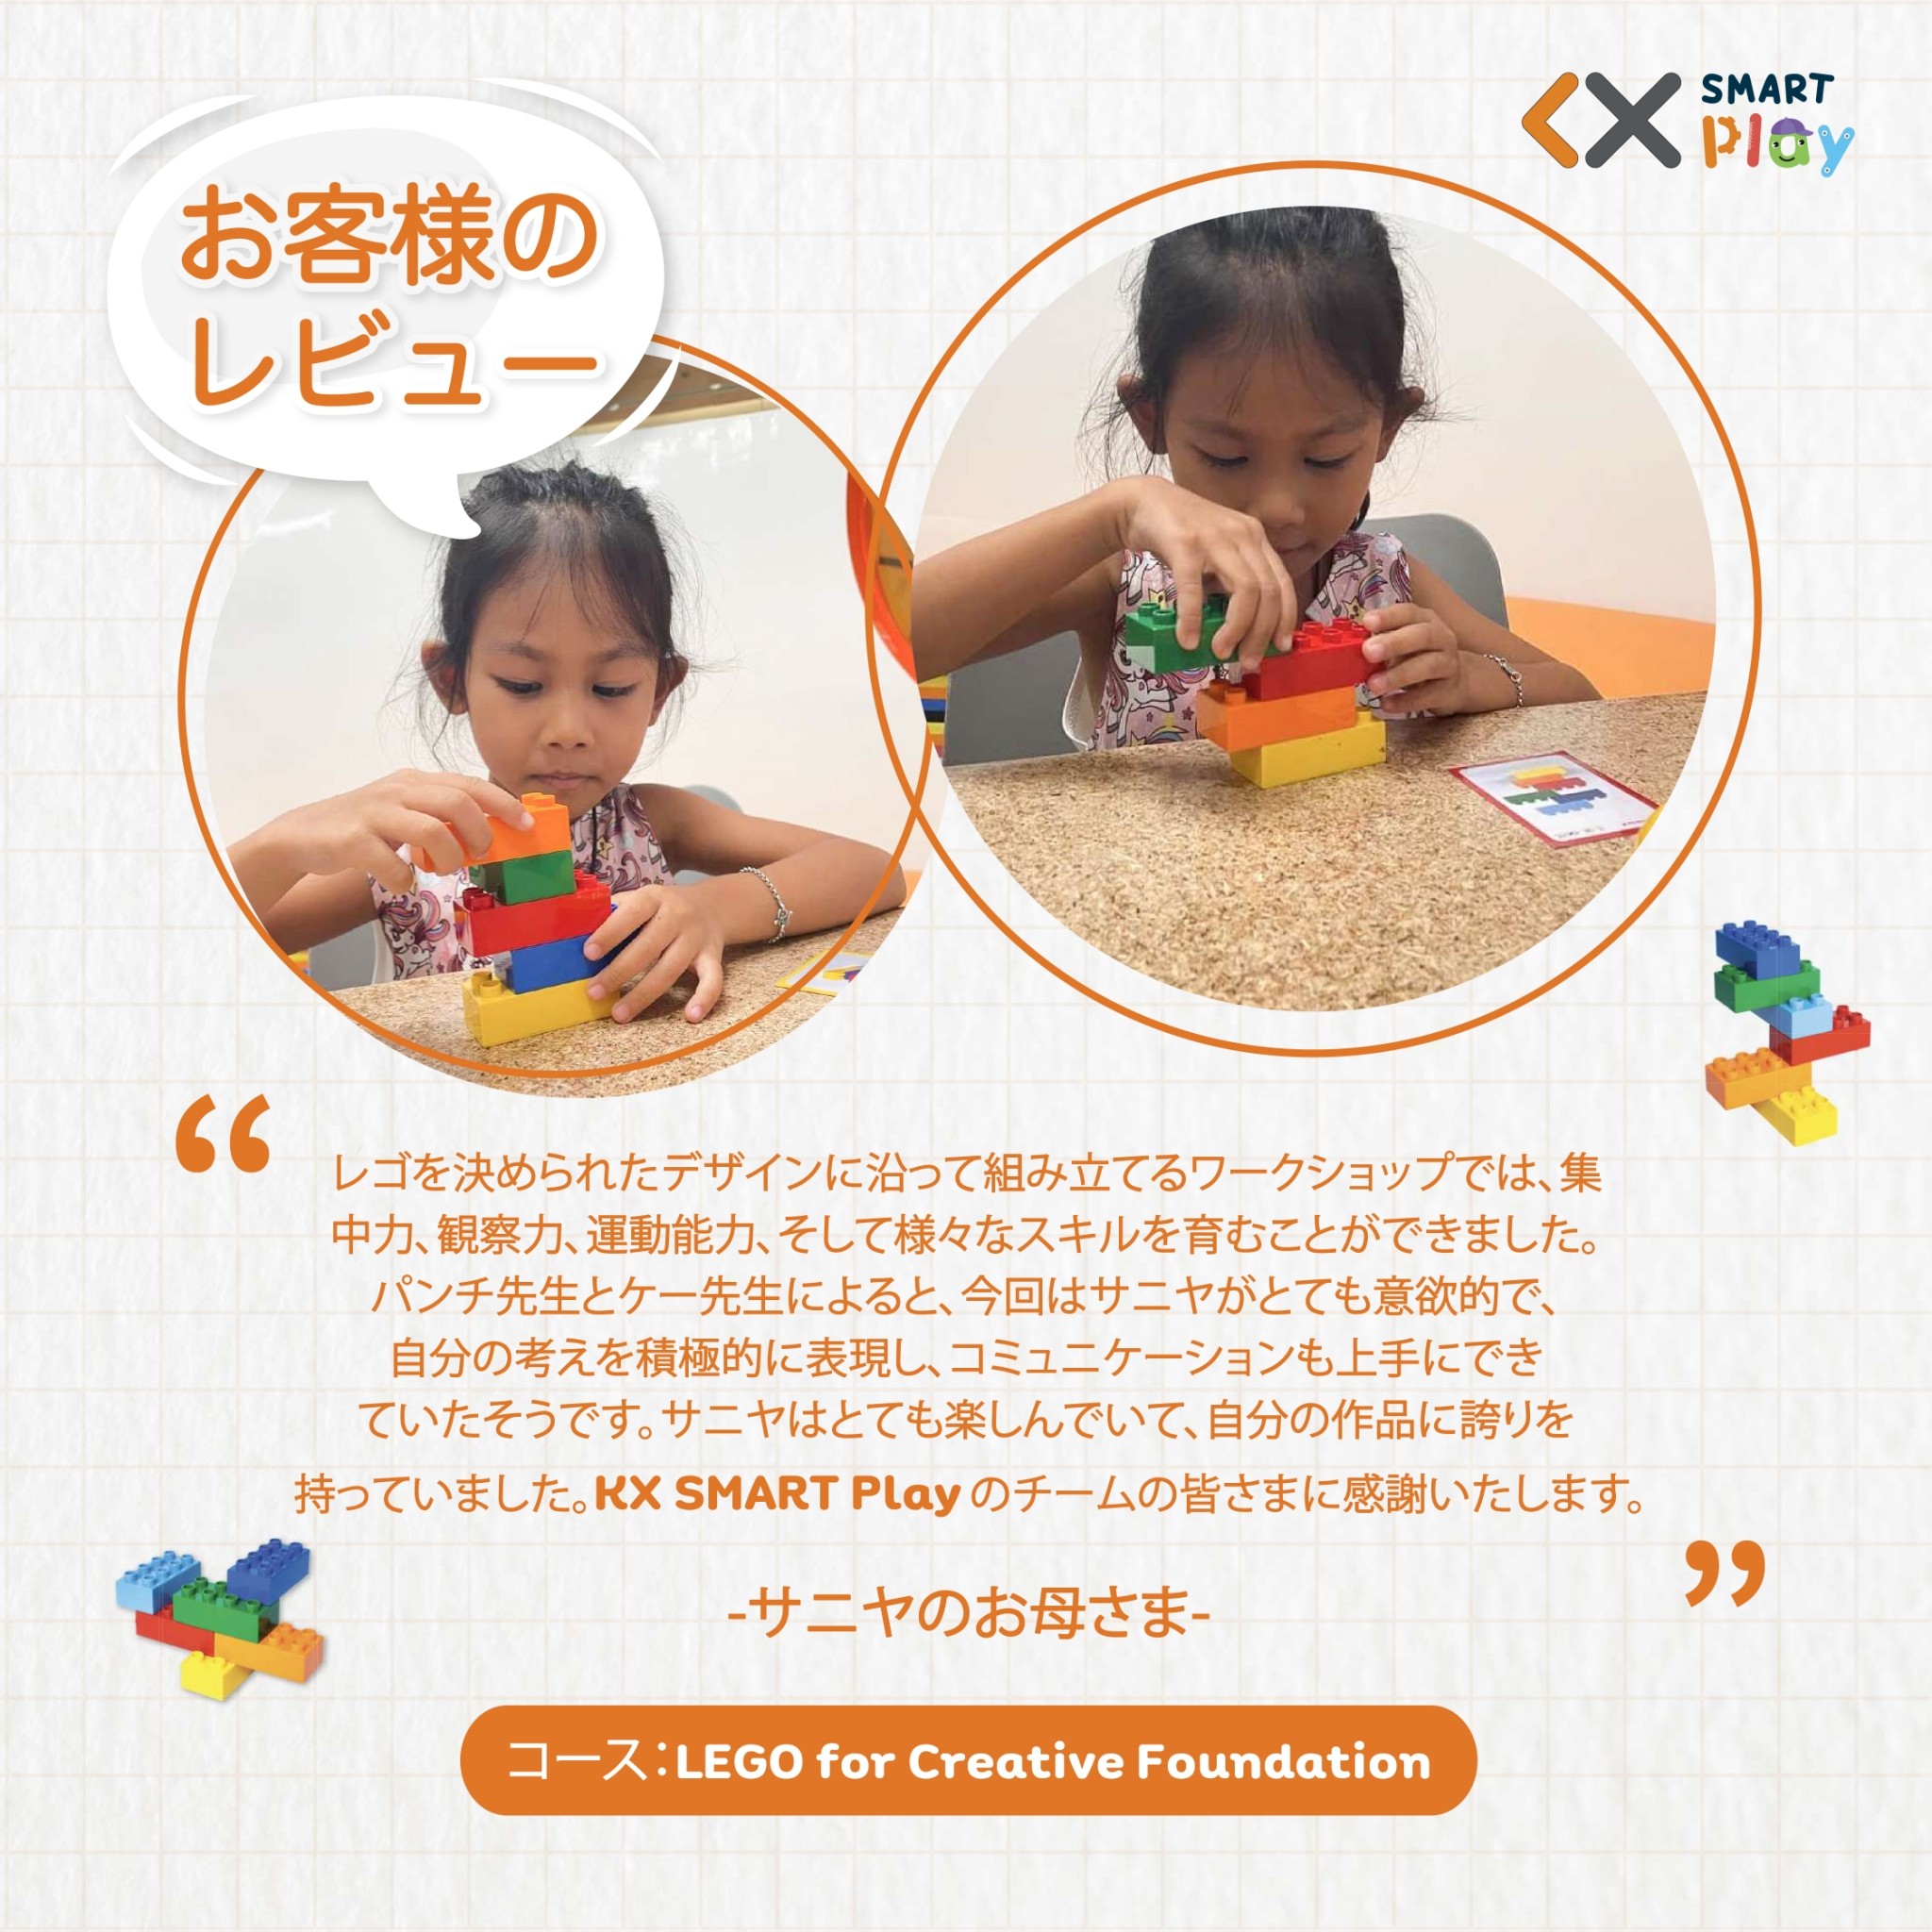 KX SMART
Play
お客様の
レビュー
レゴを決められたデザインに沿って組み立てるワークショップでは、集
中力、観察力、運動能力、そして様々なスキルを育むことができました。
パンチ先生とケー先生によると、今回はサニヤがとても意欲的で、
自分の考えを積極的に表現し、コミュニケーションも上手にでき
ていたそうです。サニヤはとても楽しんでいて、自分の作品に誇りを
持っていました。KX SMART Play のチームの皆さまに感謝いたします。
-サニヤのお母さま-
コース：LEGO for Creative Foundation